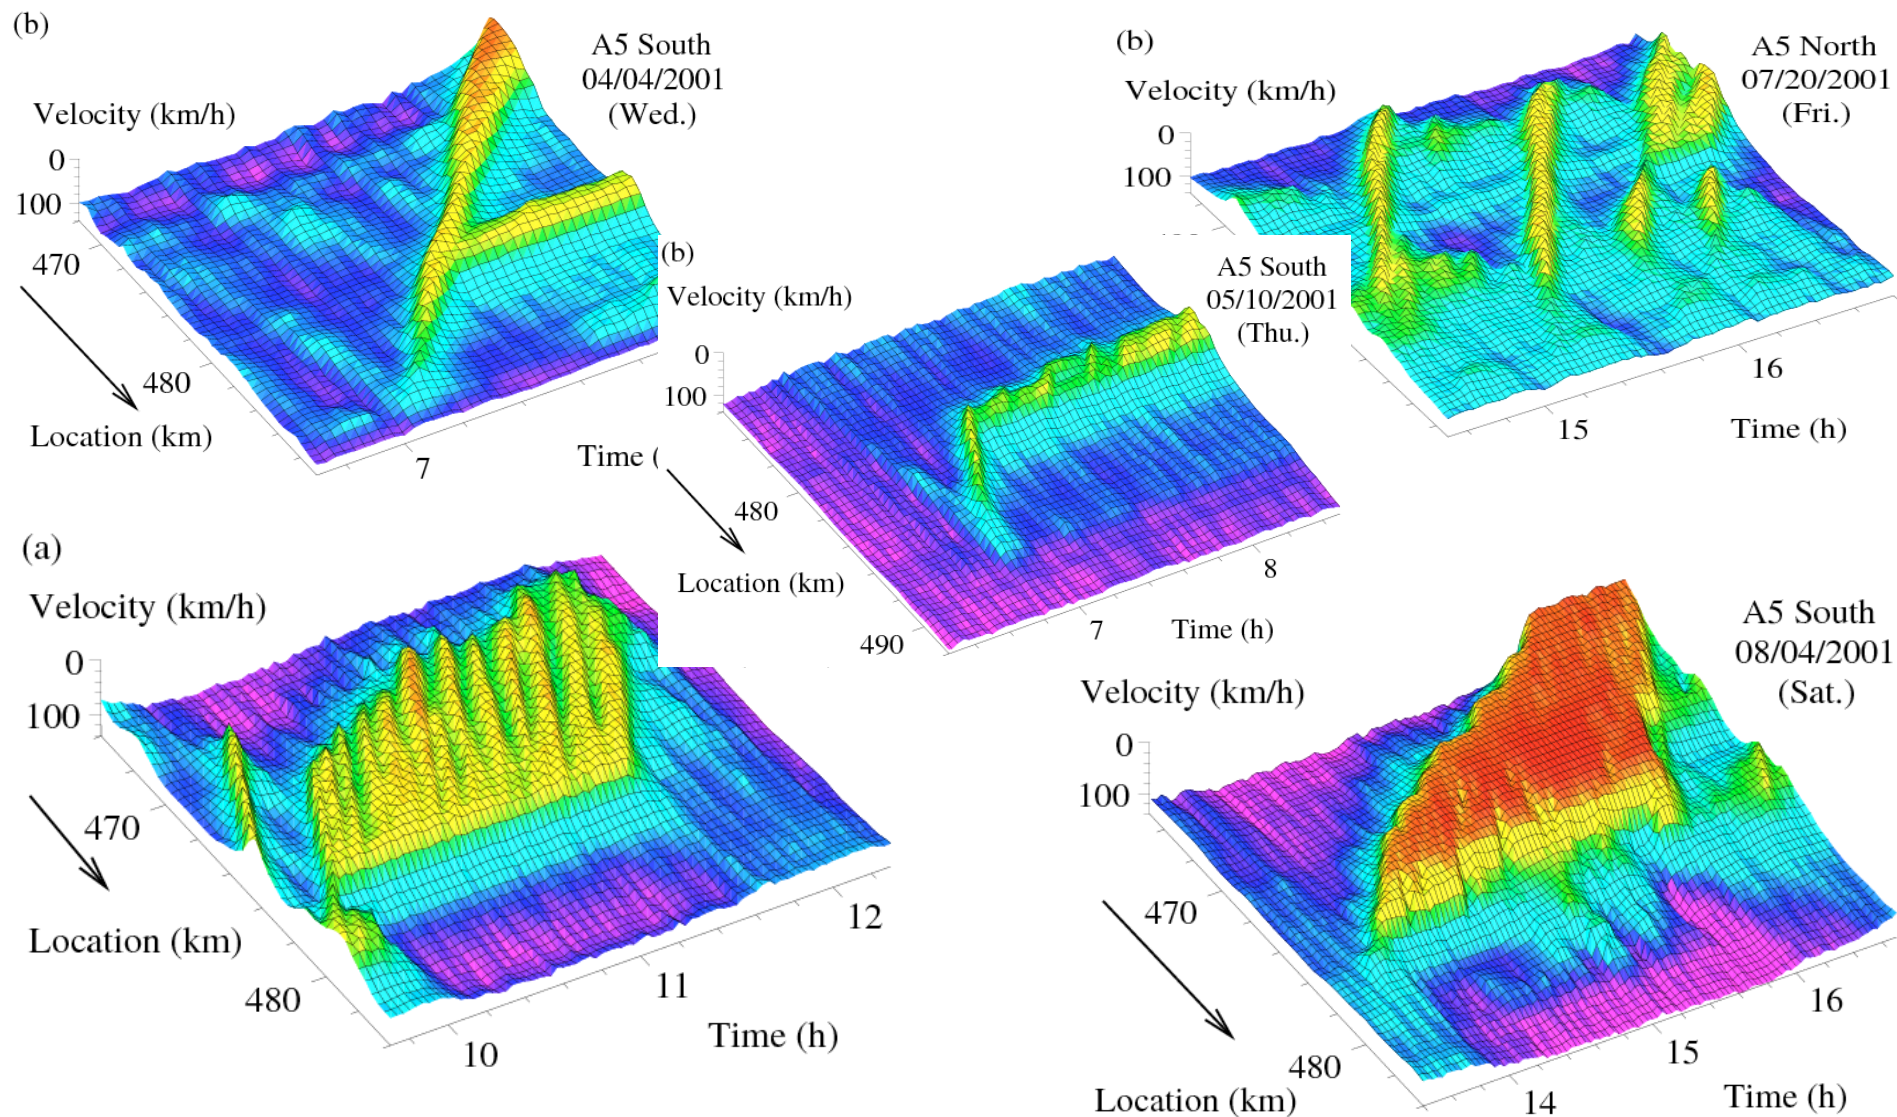 (b)
A5 South
04/04/2001
(Wed.)
Velocity (km/h)
0
100
470
480
Location (km)
7
Time (
(b)
A5 North
07/20/2001
(Fri.)
Velocity (km/h)
0
100
15
16
Time (h)
(b)
A5 South
05/10/2001
(Thu.)
Velocity (km/h)
0
100
480
490
Location (km)
7
8
Time (h)
(a)
Velocity (km/h)
0
100
470
480
Location (km)
10
11
12
Time (h)
A5 South
08/04/2001
(Sat.)
Velocity (km/h)
0
100
470
480
Location (km)
14
15
16
Time (h)